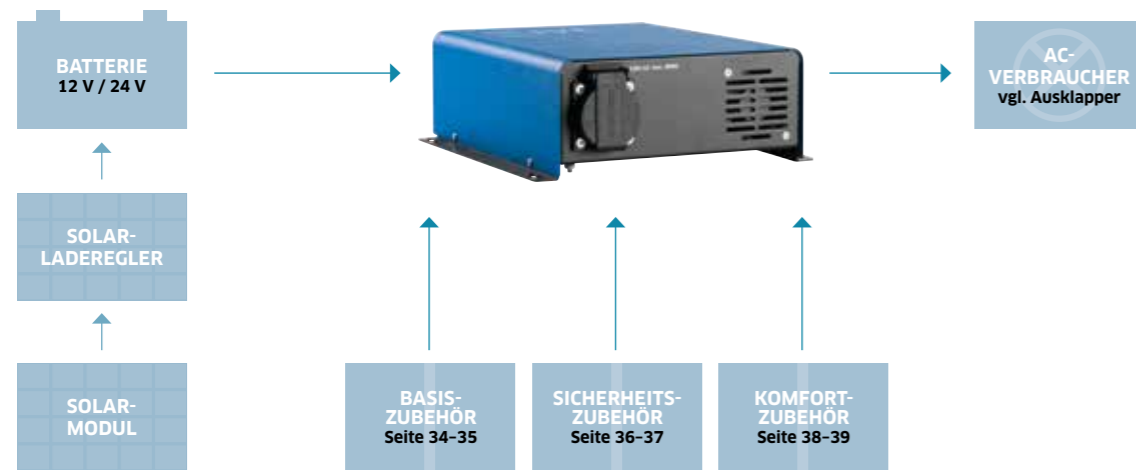 BATTERIE
12 V / 24 V
AC-
VERBRAUCHER
vgl. Ausklapper
SOLAR-
LADEREGLER
SOLAR-
MODUL
BASIS-
ZUBEHÖR
Seite 34–35
SICHERHEITS-
ZUBEHÖR
Seite 36–37
KOMFORT-
ZUBEHÖR
Seite 38–39